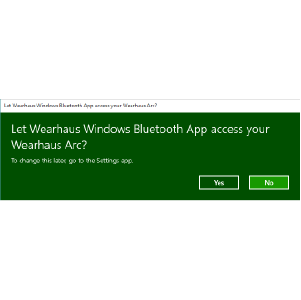 Let Wearhaus Windows Bluetooth App access your Wearhaus Arc?
Let Wearhaus Windows Bluetooth App access your
Wearhaus Arc?
To change this later, go to the Settings app.
Yes No